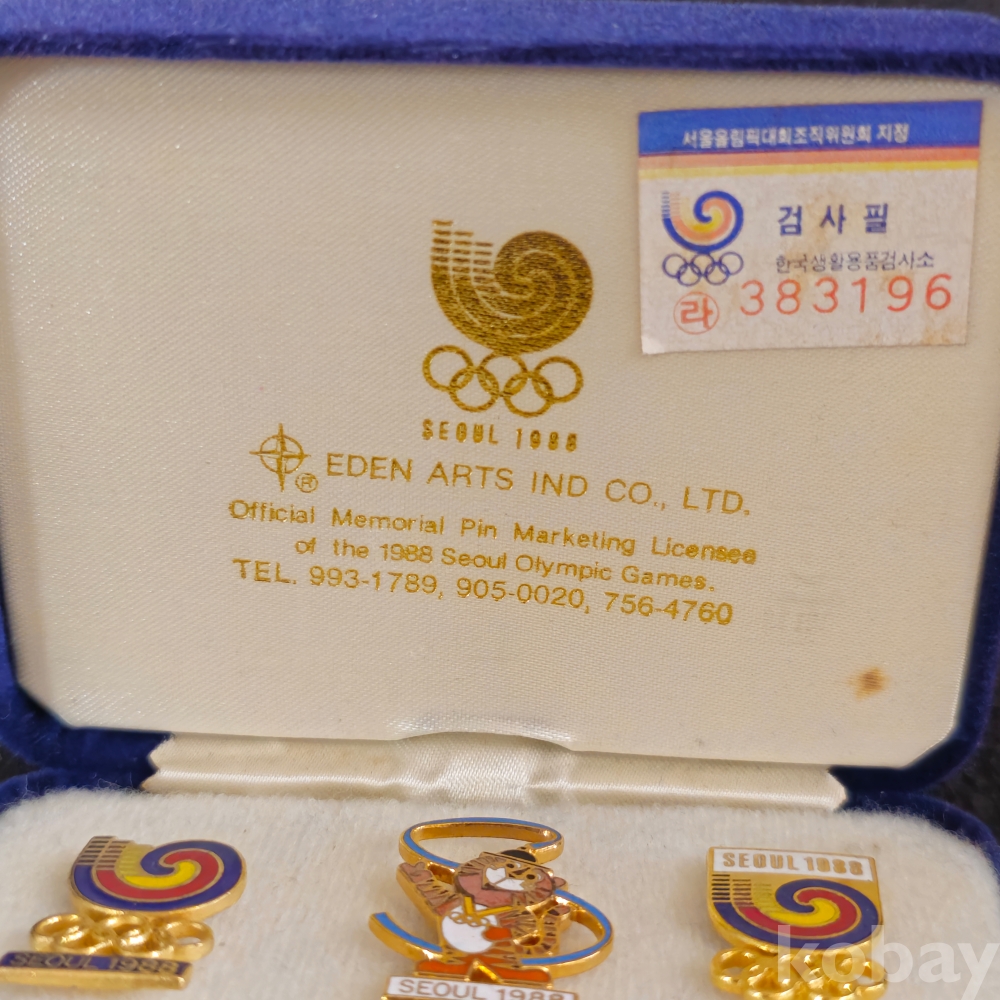 서울올림픽대회조직위원회 지정
검사필
한국생활용품검사소
라 383196
SEOUL 1988
® EDEN ARTS IND CO., LTD.
Official Memorial Pin Marketing Licensee
of the 1988 Seoul Olympic Games.
TEL. 993-1789, 905-0020, 756-4760
SEOUL 1988
SEOUL 1988
SEOUL 1988
kobay